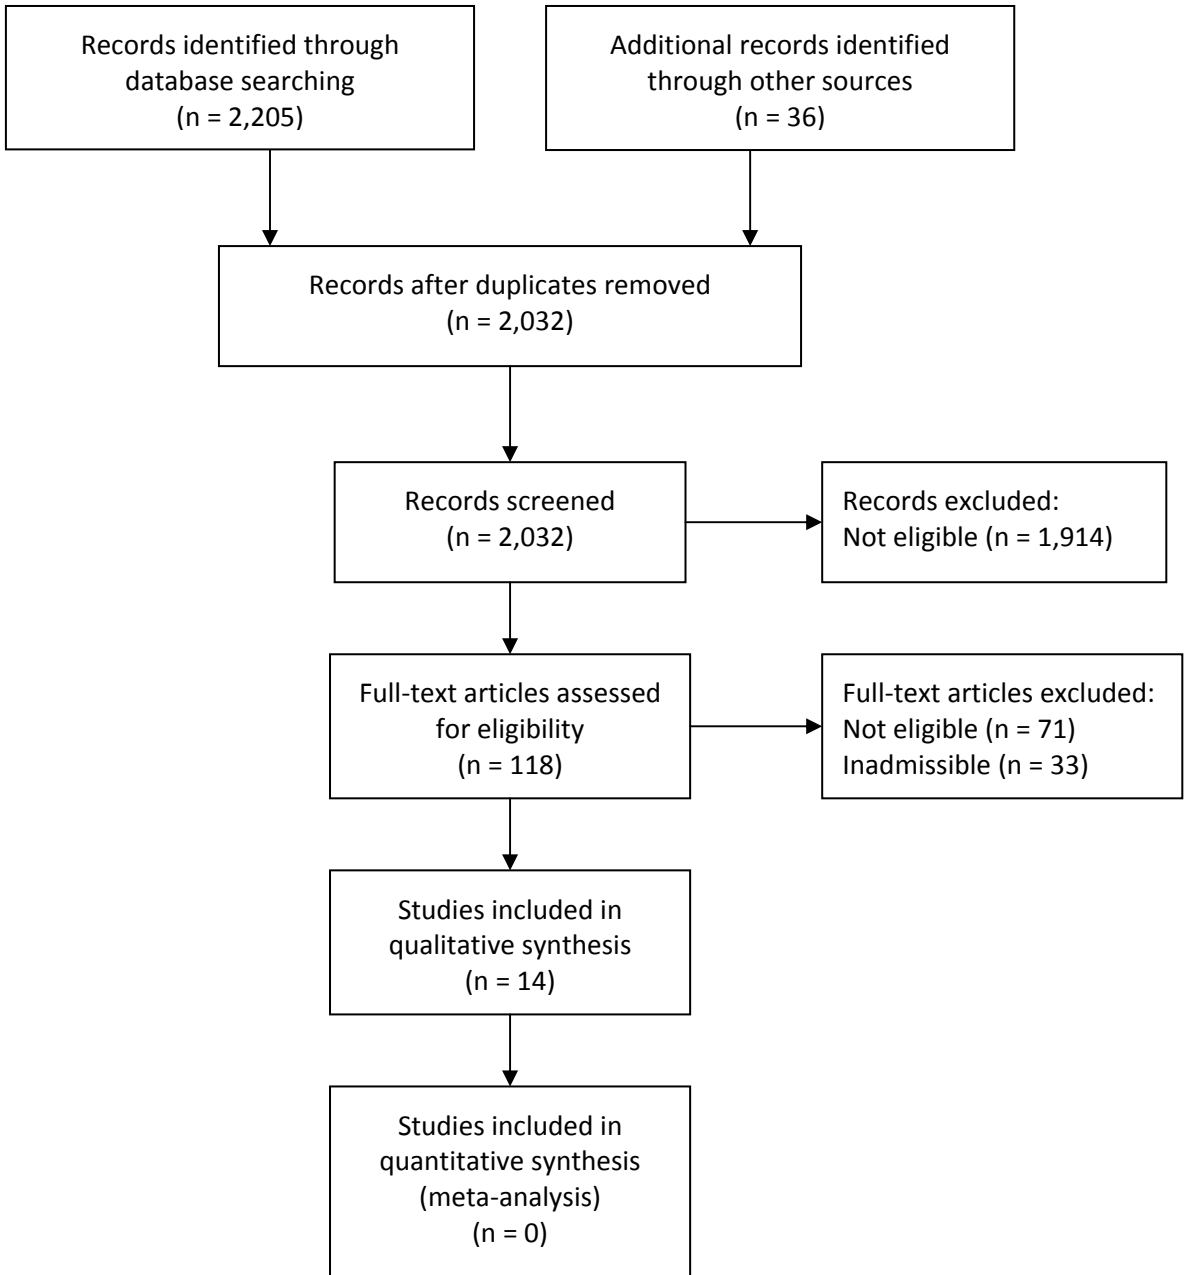 Records identified through
database searching
(n = 2,205)
Additional records identified
through other sources
(n = 36)
Records after duplicates removed
(n = 2,032)
Records screened
(n = 2,032)
Records excluded:
Not eligible (n = 1,914)
Full-text articles assessed
for eligibility
(n = 118)
Full-text articles excluded:
Not eligible (n = 71)
Inadmissible (n = 33)
Studies included in
qualitative synthesis
(n = 14)
Studies included in
quantitative synthesis
(meta-analysis)
(n = 0)